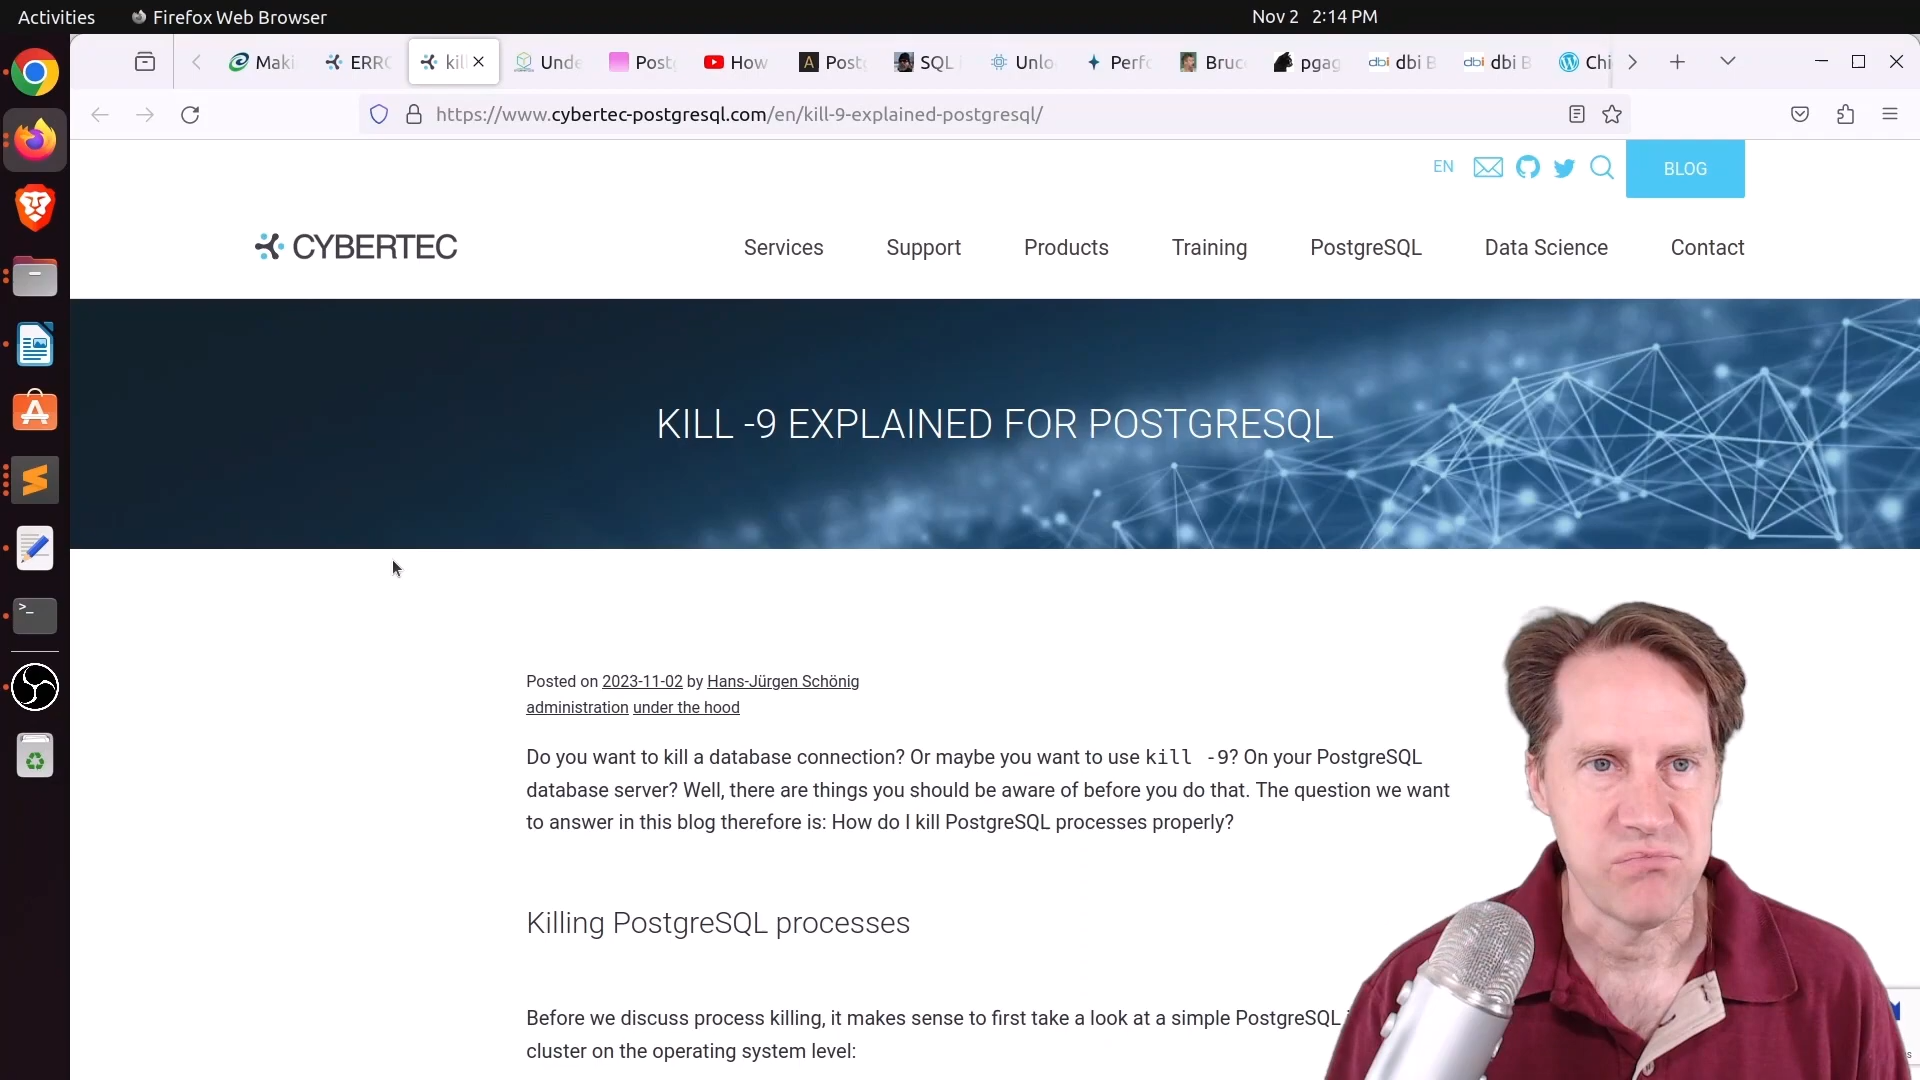 Activities
Firefox Web Browser
Nov 2 2:14 PM
Maki
ERRO
kill
Unde
Postg
How
Postg
SQL
Unlo
Perfo
Bruce
pgag
dbi B
dbi B
Chi
https://www.cybertec-postgresql.com/en/kill-9-explained-postgresql/
EN
BLOG
CYBERTEC
Services
Support
Products
Training
PostgreSQL
Data Science
Contact
KILL -9 EXPLAINED FOR POSTGRESQL
Posted on 2023-11-02 by Hans-Jürgen Schönig
administration under the hood
Do you want to kill a database connection? Or maybe you want to use kill -9? On your PostgreSQL
database server? Well, there are things you should be aware of before you do that. The question we want
to answer in this blog therefore is: How do I kill PostgreSQL processes properly?
Killing PostgreSQL processes
Before we discuss process killing, it makes sense to first take a look at a simple PostgreSQL
cluster on the operating system level: